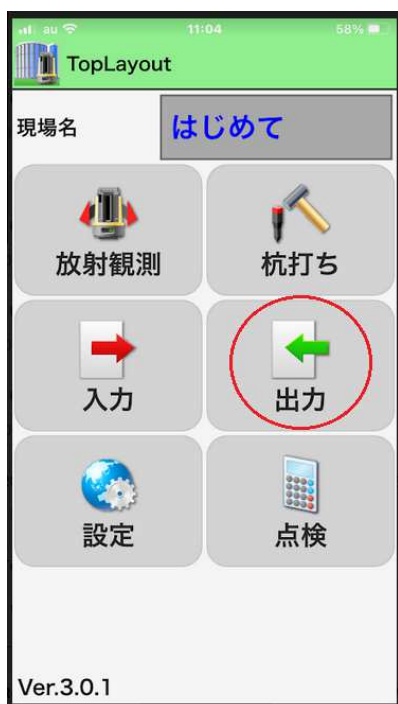 au 11:04 58%
TopLayout
現場名 はじめて
放射観測 杭打ち
入力 出力
設定 点検
Ver.3.0.1